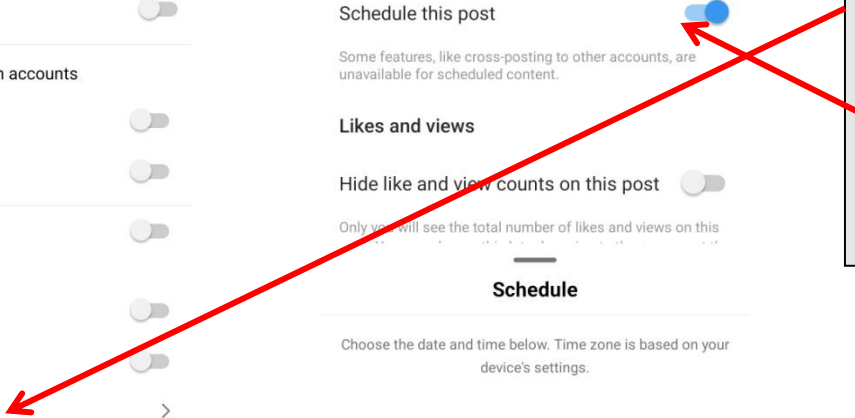 n accounts
Schedule this post
Some features, like cross-posting to other accounts, are
unavailable for scheduled content.
Likes and views
Hide like and view counts on this post
Only you will see the total number of likes and views on this
Schedule
Choose the date and time below. Time zone is based on your
device's settings.